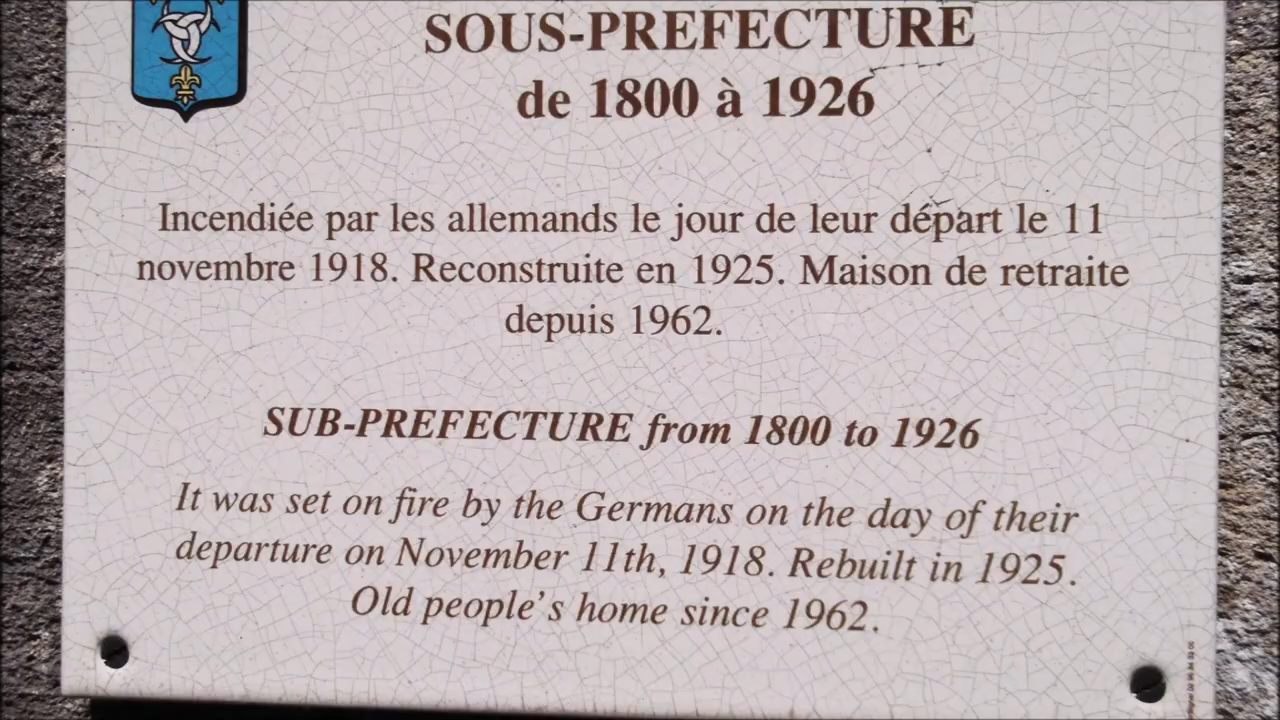 SOUS-PREFECTURE
de 1800 à 1926
Incendiée par les allemands le jour de leur départ le 11
novembre 1918. Reconstruite en 1925. Maison de retraite
depuis 1962.
SUB-PREFECTURE from 1800 to 1926
It was set on fire by the Germans on the day of their
departure on November 11th, 1918. Rebuilt in 1925.
Old people's home since 1962.